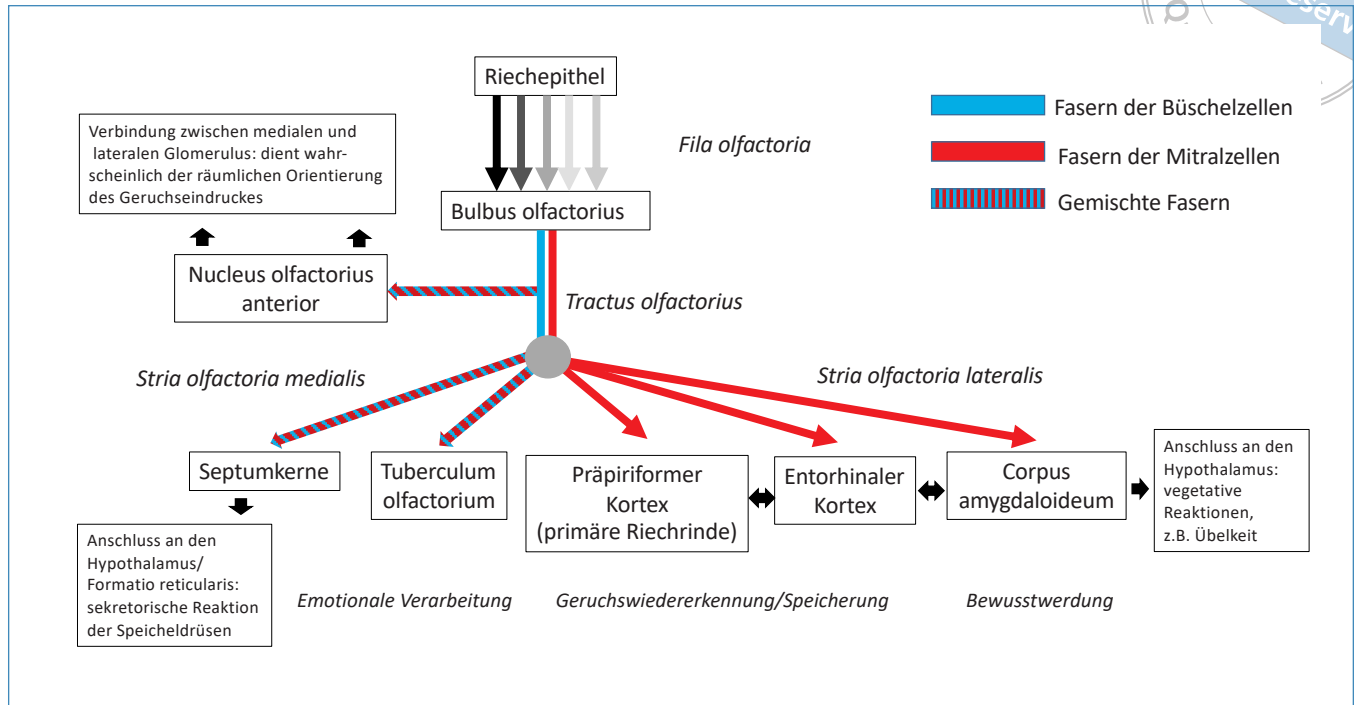 Riechepithel
Fasern der Büschelzellen
Verbindung zwischen medialen und
lateralen Glomerulus: dient wahr-
scheinlich der räumlichen Orientierung
des Geruchseindruckes
Fila olfactoria
Fasern der Mitralzellen
Gemischte Fasern
Bulbus olfactorius
Nucleus olfactorius
anterior
Tractus olfactorius
Stria olfactoria medialis
Stria olfactoria lateralis
Septumkerne
Tuberculum
olfactorium
Präpiriformer
Kortex
(primäre Riechrinde)
Entorhinaler
Kortex
Corpus
amygdaloideum
Anschluss an den
Hypothalamus:
vegetative
Reaktionen,
z.B. Übelkeit
Anschluss an den
Hypothalamus/
Formatio reticularis:
sekretorische Reaktion
der Speicheldrüsen
Emotionale Verarbeitung
Geruchswiedererkennung/Speicherung
Bewusstwerdung